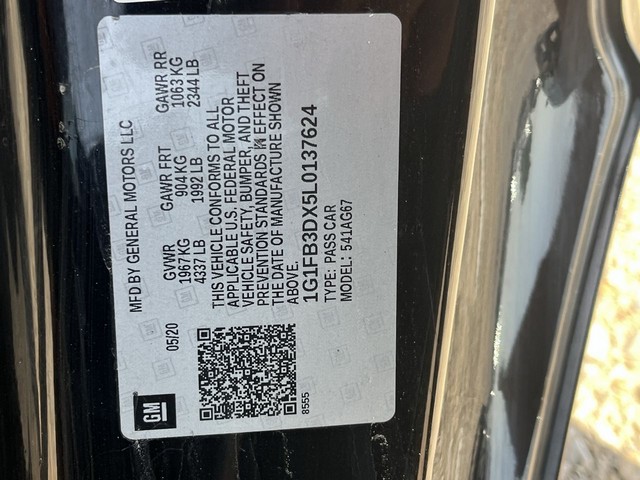 MFD BY GENERAL MOTORS LLC
05/20
GVWR GAWR FRT GAWR RR
1967 KG 904 KG 1063 KG
4337 LB 1992 LB 2344 LB
THIS VEHICLE CONFORMS TO ALL
APPLICABLE U.S. FEDERAL MOTOR
VEHICLE SAFETY, BUMPER, AND THEFT
PREVENTION STANDARDS IN EFFECT ON
THE DATE OF MANUFACTURE SHOWN
ABOVE.
1G1FB3DX5L0137624
TYPE: PASS CAR
MODEL: 541AG67
GM
8555